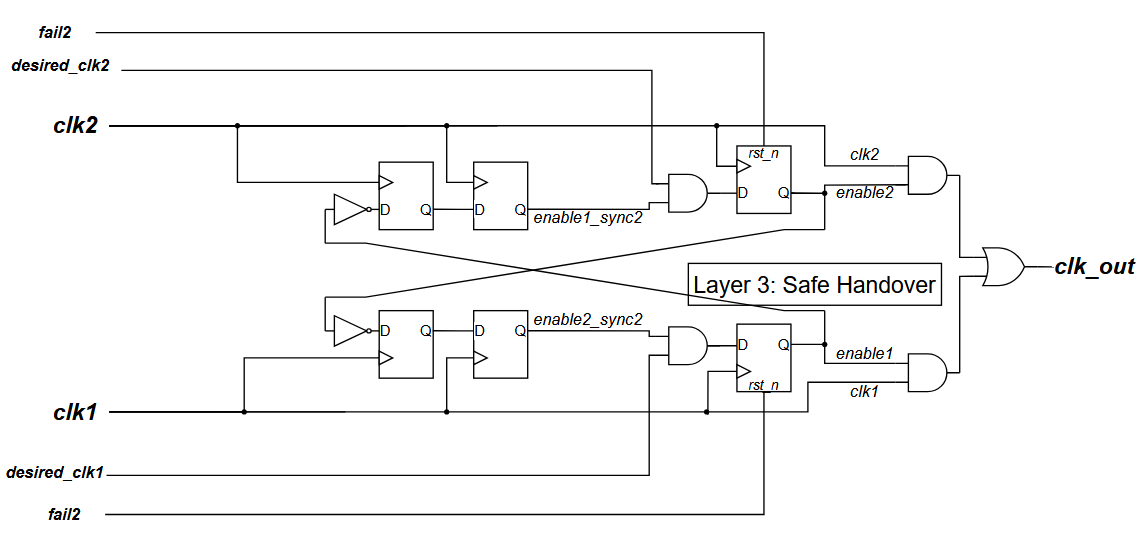 fail2
desired_clk2
clk2
rst_n
clk2
D
Q
D
Q
D
Q
enable2
enable1_sync2
clk_out
Layer 3: Safe Handover
enable2_sync2
D
Q
D
Q
D
Q
enable1
rst_n
clk1
clk1
desired_clk1
fail2